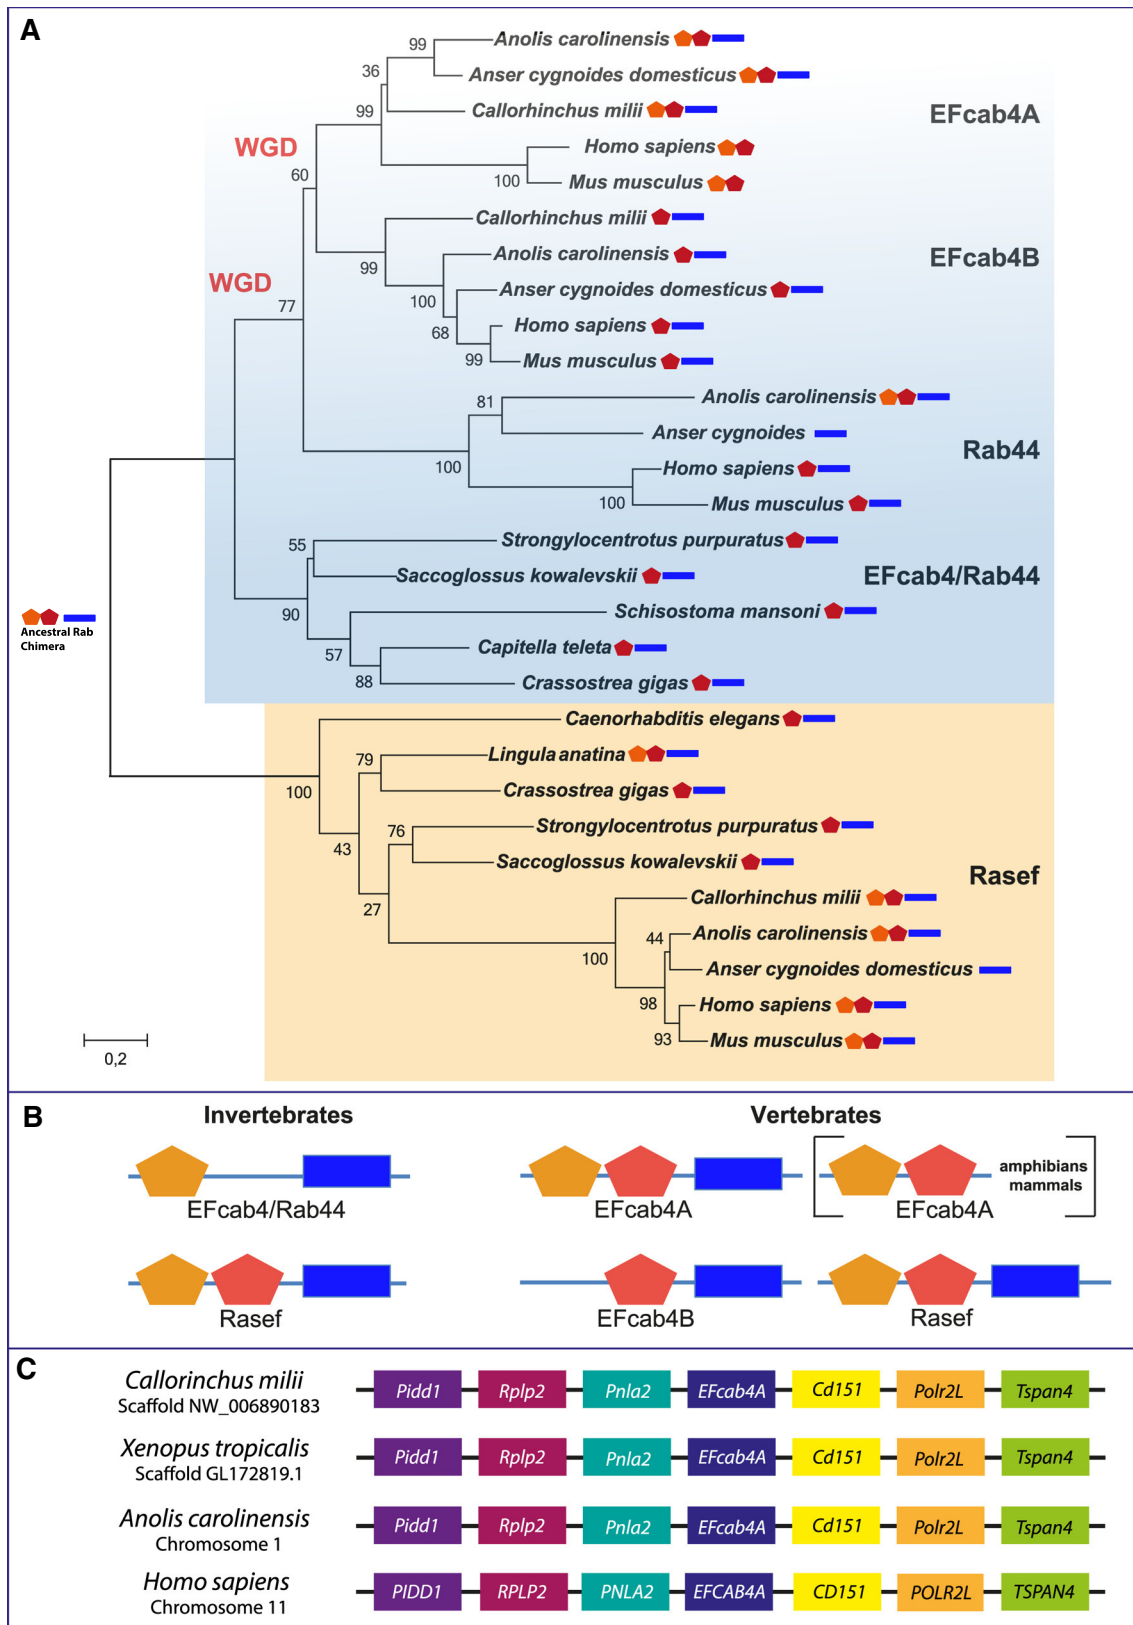 A
99
Anolis carolinensis
36
Anser cygnoides domesticus
99
Callorhinchus milii
EFcab4A
WGD
Homo sapiens
60
100
Mus musculus
Callorhinchus milii
Anolis carolinensis
EFcab4B
99
WGD
Anser cygnoides domesticus
77
100
68
Homo sapiens
99
Mus musculus
81
Anolis carolinensis
Anser cygnoides
Rab44
100
Homo sapiens
100
Mus musculus
55
Strongylocentrotus purpuratus
Saccoglossus kowalevskii
EFcab4/Rab44
90
Schisostoma mansoni
Ancestral Rab
Chimera
57
Capitella teleta
88
Crassostrea gigas
Caenorhabditis elegans
79
Lingula anatina
100
Crassostrea gigas
76
Strongylocentrotus purpuratus
43
Saccoglossus kowalevskii
Rasef
27
Callorhinchus milii
44
Anolis carolinensis
100
Anser cygnoides domesticus
98
Homo sapiens
93
Mus musculus
0,2
B
Invertebrates
Vertebrates
amphibians
mammals
EFcab4/Rab44
EFcab4A
EFcab4A
Rasef
EFcab4B
Rasef
C
Callorinchus milii
Scaffold NW_006890183
Pidd1 Rplp2 Pnla2 EFcab4A Cd151 Polr2L Tspan4
Xenopus tropicalis
Scaffold GL172819.1
Pidd1 Rplp2 Pnla2 EFcab4A Cd151 Polr2L Tspan4
Anolis carolinensis
Chromosome 1
Pidd1 Rplp2 Pnla2 EFcab4A Cd151 Polr2L Tspan4
Homo sapiens
Chromosome 11
PIDD1 RPLP2 PNLA2 EFCAB4A CD151 POLR2L TSPAN4